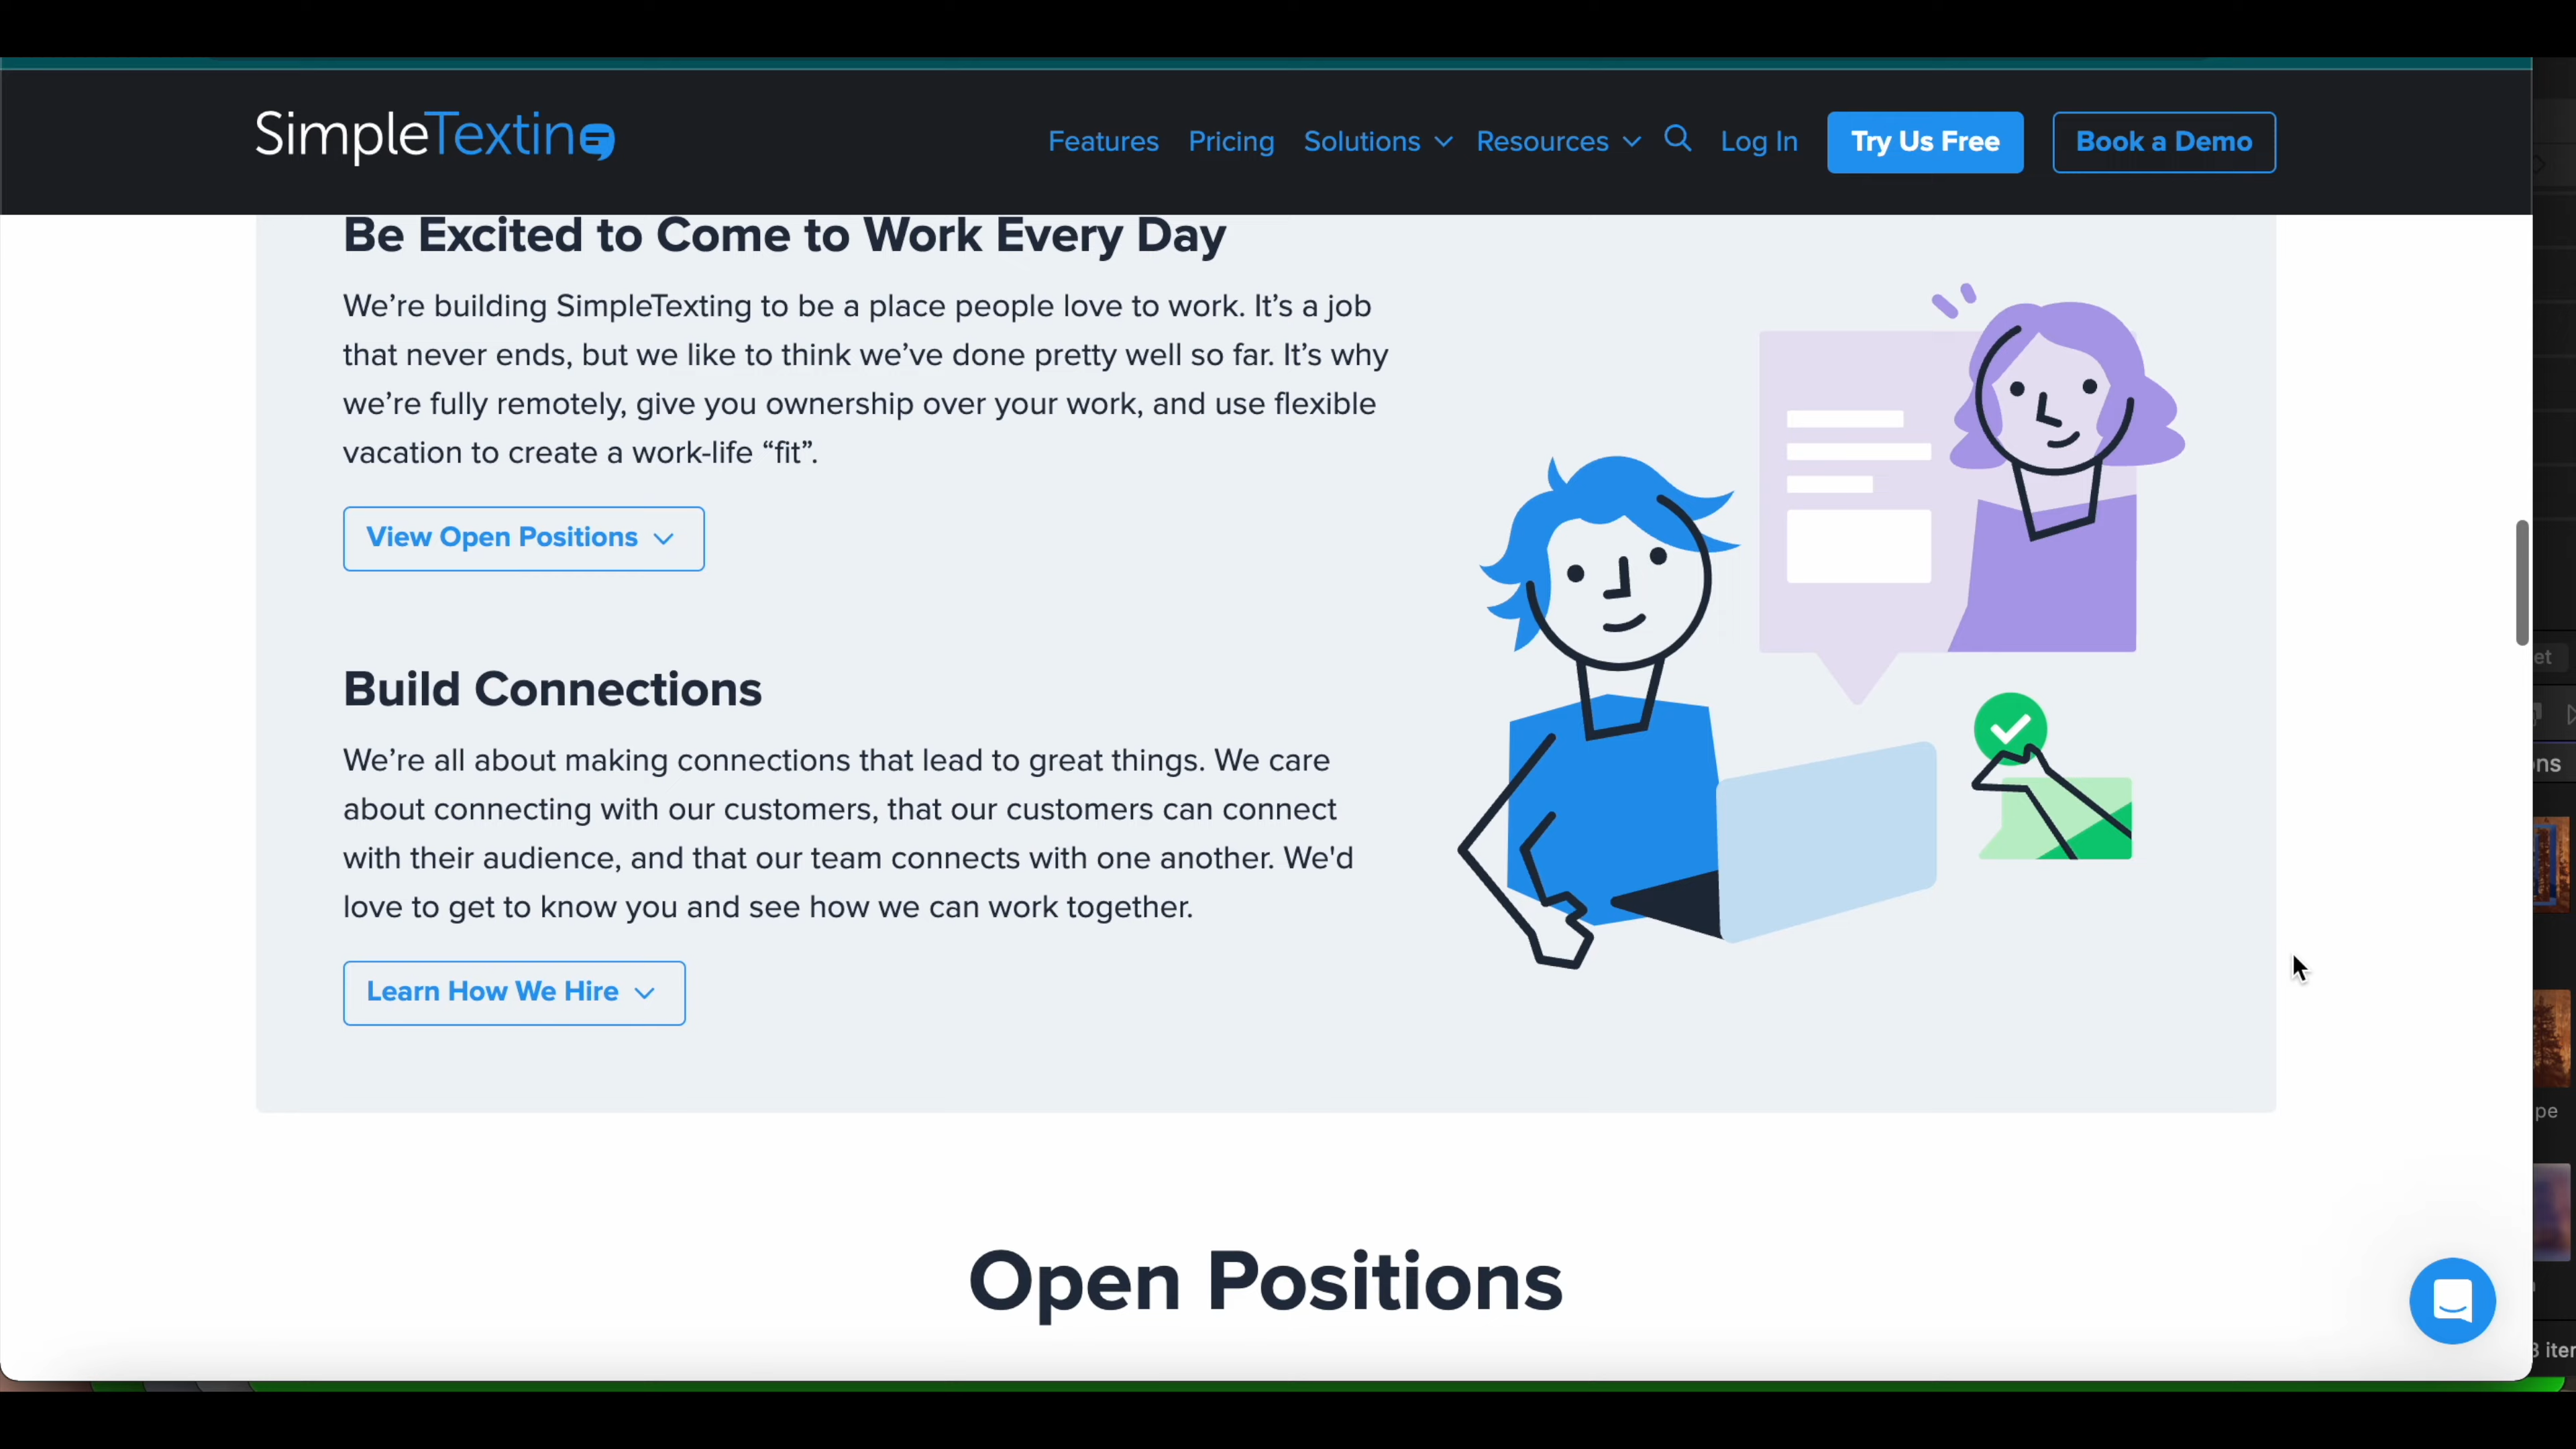 SimpleTexting
Features Pricing Solutions Resources Log In Try Us Free Book a Demo
Be Excited to Come to Work Every Day
We’re building SimpleTexting to be a place people love to work. It’s a job
that never ends, but we like to think we’ve done pretty well so far. It’s why
we’re fully remotely, give you ownership over your work, and use flexible
vacation to create a work-life “fit”.
View Open Positions
Build Connections
We’re all about making connections that lead to great things. We care
about connecting with our customers, that our customers can connect
with their audience, and that our team connects with one another. We'd
love to get to know you and see how we can work together.
Learn How We Hire
Open Positions